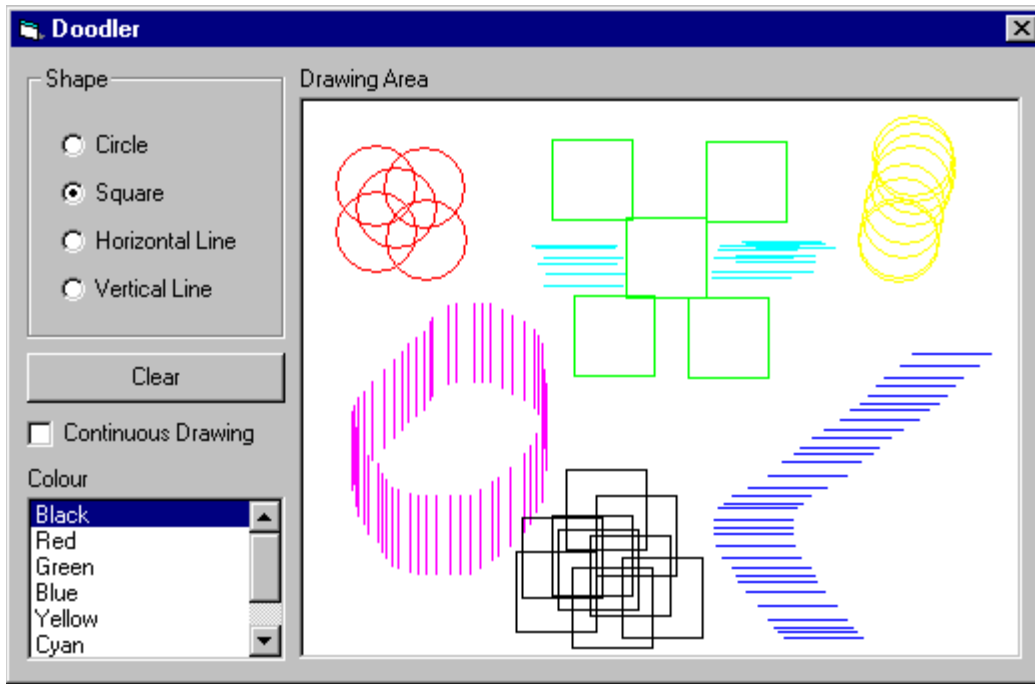 Doodler
Shape
Circle
Square
Horizontal Line
Vertical Line
Clear
Continuous Drawing
Colour
Black
Red
Green
Blue
Yellow
Cyan
Drawing Area